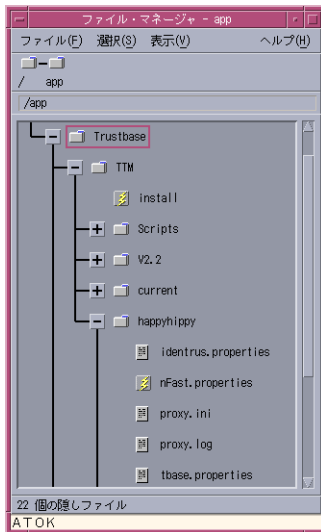 ファイル・マネージャ - app
ファイル(F) 選択(S) 表示(V) ヘルプ(H)
/ app
/app
Trustbase
TTM
install
Scripts
V2.2
current
happyhippy
identrus.properties
nFast.properties
proxy.ini
proxy.log
tbase.properties
22 個の隠しファイル
ATOK